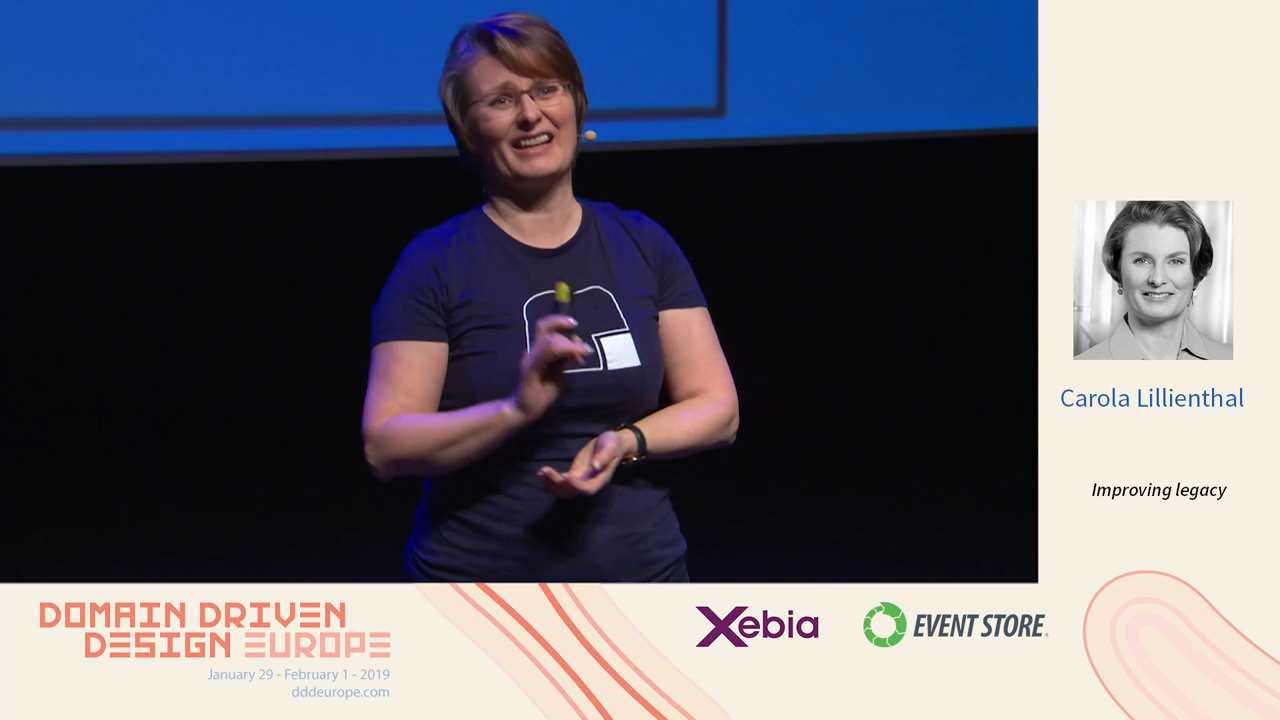 Carola Lillienthal
Improving legacy
DOMAIN DRIVEN
DESIGN EUROPE
January 29 - February 1 - 2019
dddeurope.com
Xebia
EVENT STORE.